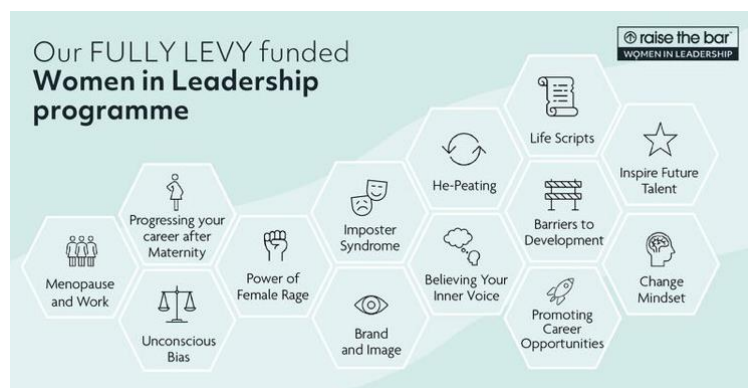 Our FULLY LEVY funded
Women in Leadership
programme
raise the bar
WOMEN IN LEADERSHIP
Menopause
and Work
Progressing your
career after
Maternity
Unconscious
Bias
Power of
Female Rage
Imposter
Syndrome
Brand
and Image
He-Peating
Believing Your
Inner Voice
Life Scripts
Barriers to
Development
Promoting
Career
Opportunities
Inspire Future
Talent
Change
Mindset